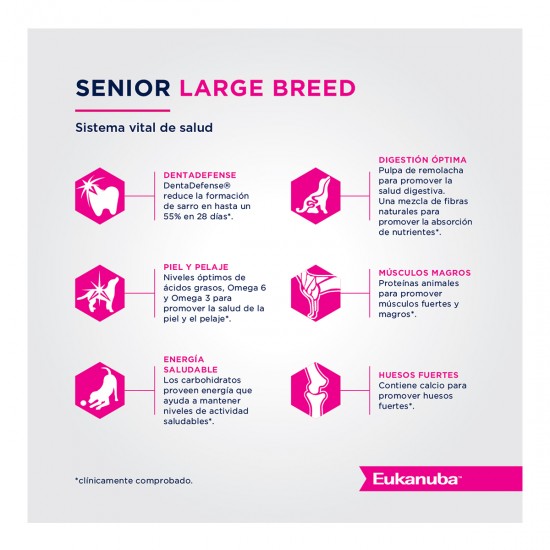 SENIOR LARGE BREED
Sistema vital de salud
DENTADEFENSE
DentaDefense®
reduce la formación
de sarro en hasta un
55% en 28 días*.
DIGESTIÓN ÓPTIMA
Pulpa de remolacha
para promover la
salud digestiva.
Una mezcla de fibras
naturales para
promover la absorción
de nutrientes*.
PIEL Y PELAJE
Niveles óptimos de
ácidos grasos, Omega 6
y Omega 3 para
promover la salud de la
piel y el pelaje*.
MÚSCULOS MAGROS
Proteínas animales
para promover
músculos fuertes y
magros*.
ENERGÍA
SALUDABLE
Los carbohidratos
proveen energía que
ayuda a mantener
niveles de actividad
saludables*.
HUESOS FUERTES
Contiene calcio para
promover huesos
fuertes*.
*clínicamente comprobado.
Eukanuba™